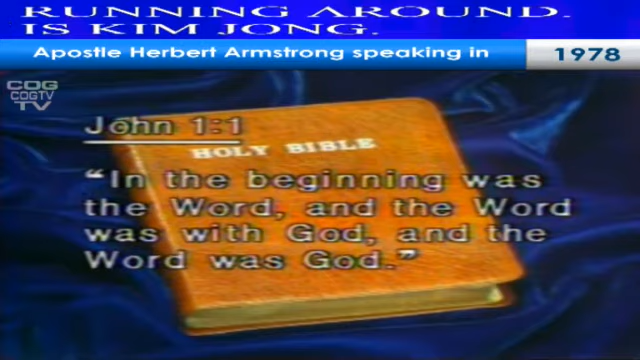 RUNNING AROUND.
IS KIM JONG.
Apostle Herbert Armstrong speaking in 1978
COG
COGTV
TV
John 1:1
HOLY BIBLE
“In the beginning was
the Word, and the Word
was with God, and the
Word was God.”